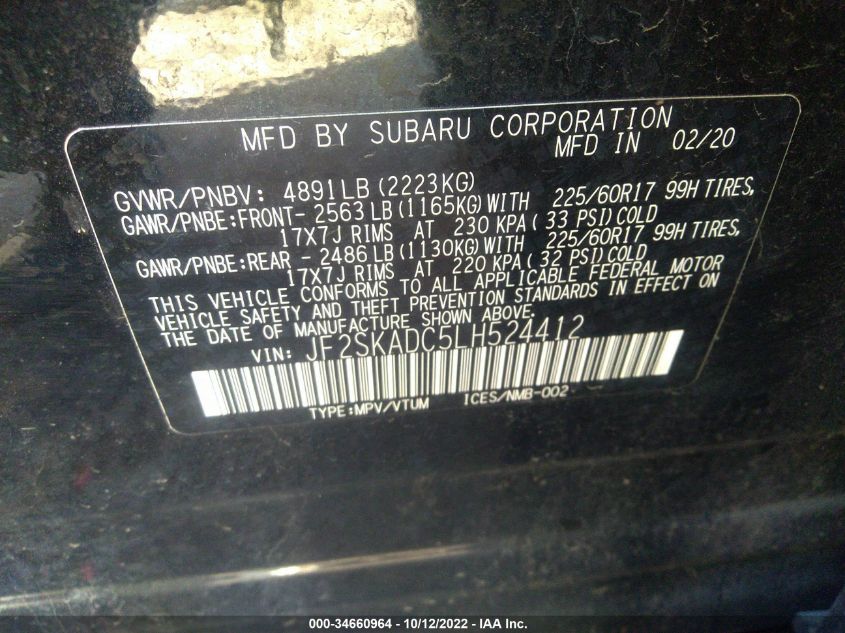 MFD BY SUBARU CORPORATION
MFD IN 02/20
GVWR/PNBV: 4891LB (2223KG)
GAWR/PNBE:FRONT- 2563 LB (1165KG) WITH 225/60R17 99H TIRES,
17X7J RIMS AT 230 KPA ( 33 PSI) COLD
GAWR/PNBE:REAR - 2486 LB (1130KG) WITH 225/60R17 99H TIRES,
17X7J RIMS AT 220 KPA ( 32 PSI) COLD
THIS VEHICLE CONFORMS TO ALL APPLICABLE FEDERAL MOTOR
VEHICLE SAFETY AND THEFT PREVENTION STANDARDS IN EFFECT ON
THE DATE OF MANUFACTURE SHOWN ABOVE.
VIN: JF2SKADC5LH524412
TYPE:MPV/VTUM ICES/NMB-002
000-34660964 - 10/12/2022 - IAA Inc.